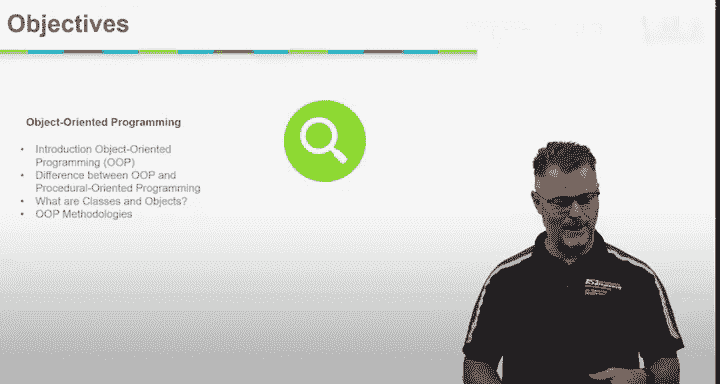 Objectives
Object-Oriented Programming
• Introduction Object-Oriented
Programming (OOP)
• Difference between OOP and
Procedural-Oriented Programming
• What are Classes and Objects?
• OOP Methodologies